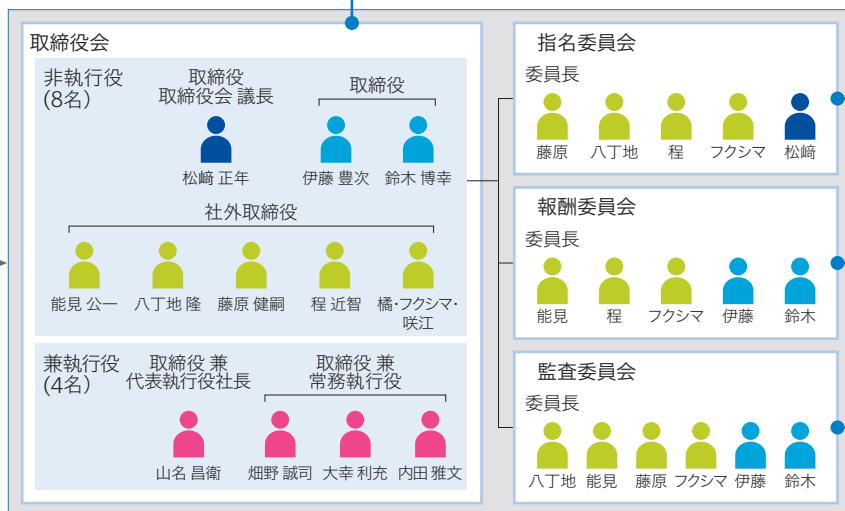 取締役会
非執行役
(8名)
取締役
取締役会 議長
取締役
松﨑 正年
伊藤 豊次
鈴木 博幸
社外取締役
能見 公一
八丁地 隆
藤原 健嗣
程 近智
橘・フクシマ・
咲江
兼執行役
(4名)
取締役 兼
代表執行役社長
取締役 兼
常務執行役
山名 昌衛
畑野 誠司
大幸 利充
内田 雅文
指名委員会
委員長
藤原
八丁地
程
フクシマ
松﨑
報酬委員会
委員長
能見
程
フクシマ
伊藤
鈴木
監査委員会
委員長
八丁地
能見
藤原
フクシマ
伊藤
鈴木